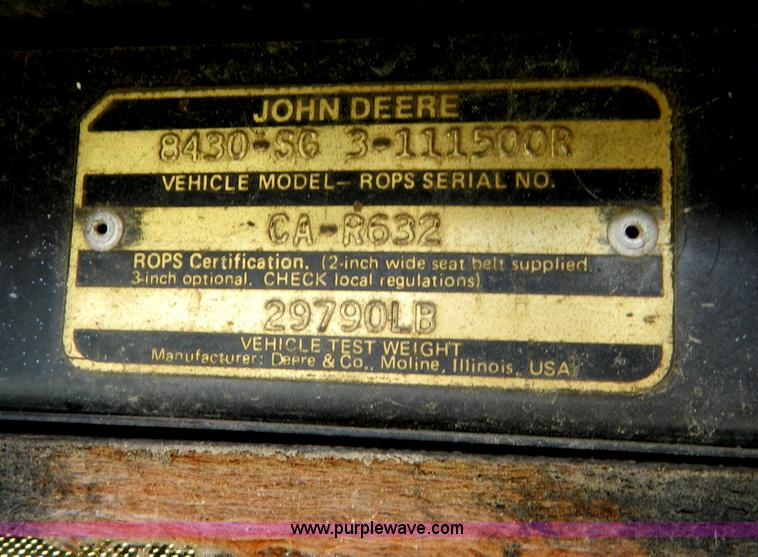 JOHN DEERE
8430-SG 3-111500R
VEHICLE MODEL- ROPS SERIAL NO.
CA-R632
ROPS Certification. (2-inch wide seat belt supplied.
3-inch optional. CHECK local regulations)
29790LB
VEHICLE TEST WEIGHT
Manufacturer: Deere & Co., Moline, Illinois, USA
www.purplewave.com